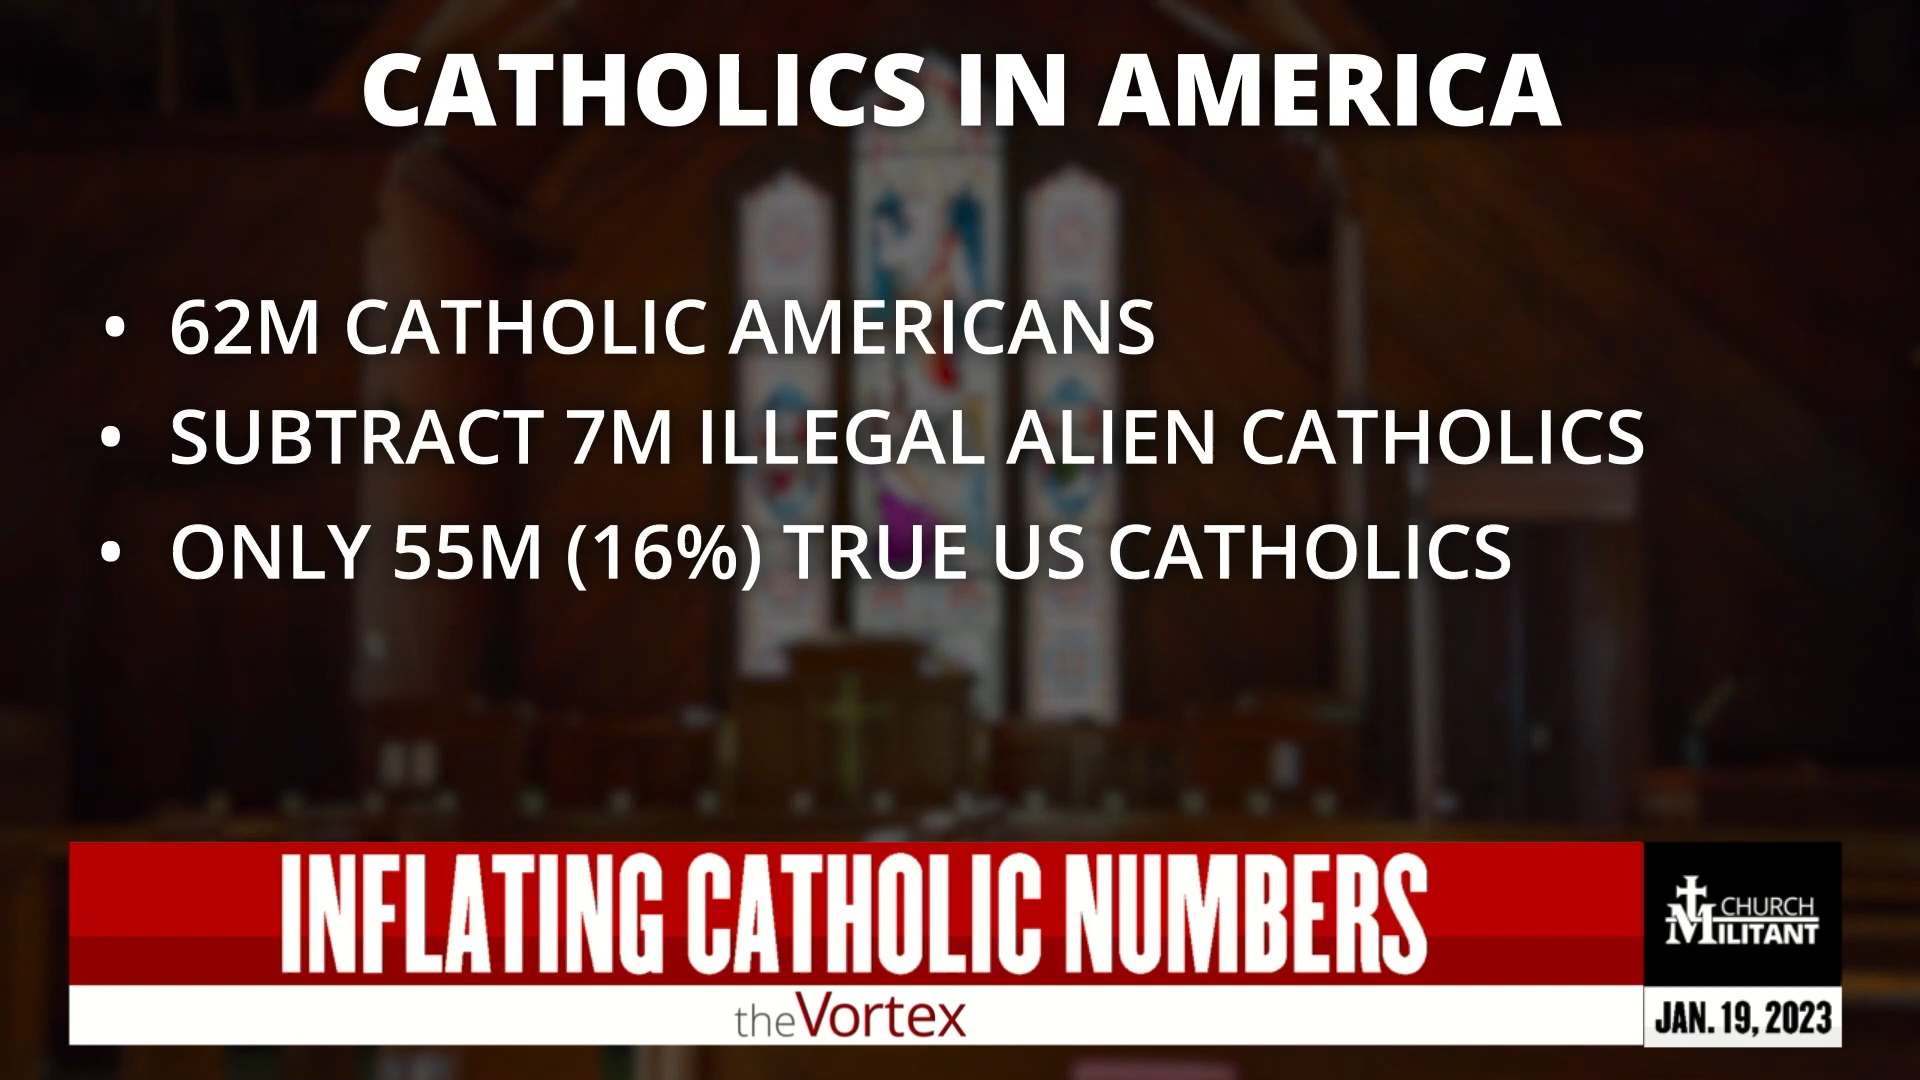 CATHOLICS IN AMERICA
• 62M CATHOLIC AMERICANS
• SUBTRACT 7M ILLEGAL ALIEN CATHOLICS
• ONLY 55M (16%) TRUE US CATHOLICS
INFLATING CATHOLIC NUMBERS
theVortex
CHURCH
MILITANT
JAN. 19, 2023